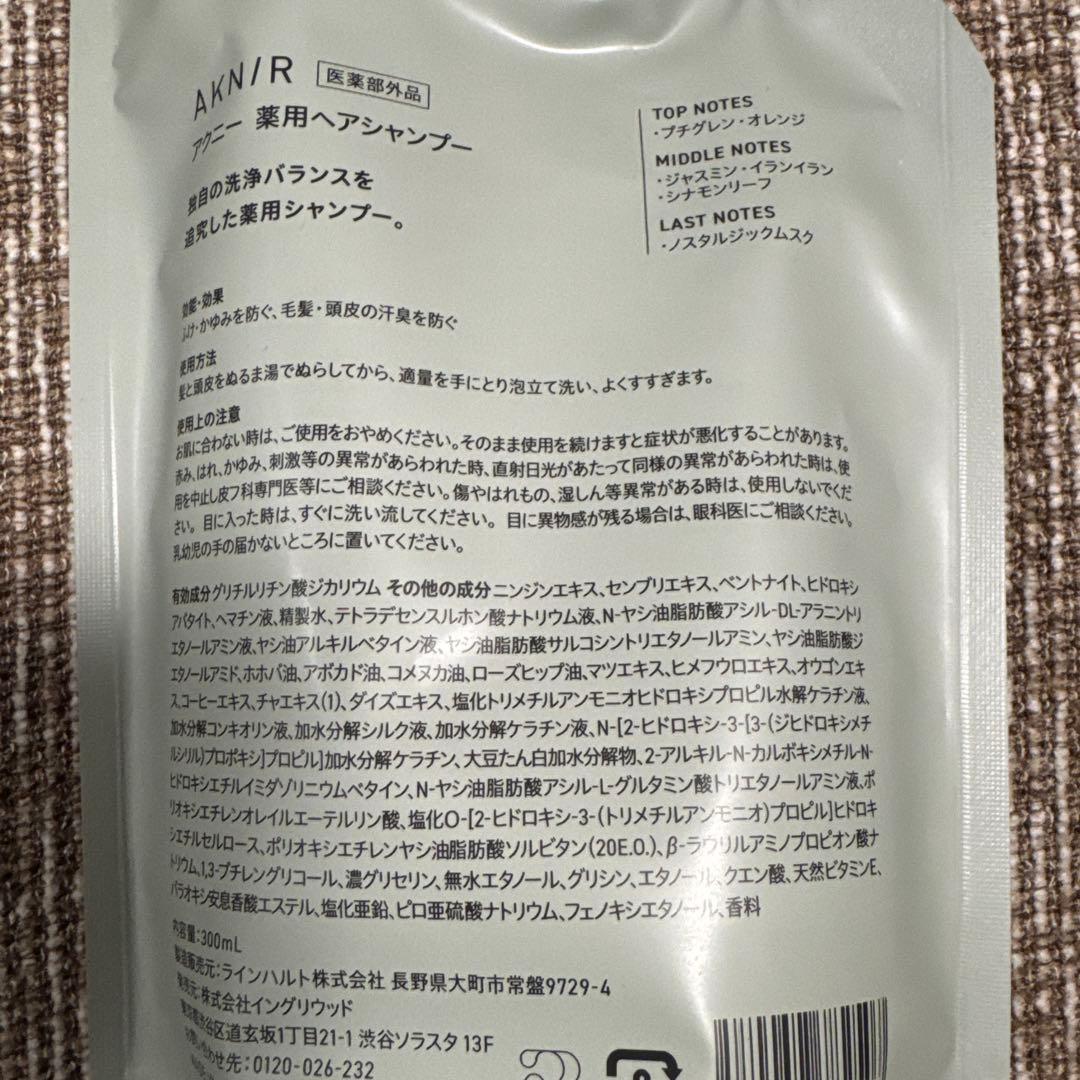 AKN/R 医薬部外品
アクニー 薬用ヘアシャンプー
独自の洗浄バランスを
追究した薬用シャンプー。
TOP NOTES
・プチグレン・オレンジ
MIDDLE NOTES
・ジャスミン・イランイラン
・シナモンリーフ
LAST NOTES
・ノスタルジックムスク
効能・効果
ふけ・かゆみを防ぐ、毛髪・頭皮の汗臭を防ぐ
使用方法
髪と頭皮をぬるま湯でぬらしてから、適量を手にとり泡立て洗い、よくすすぎます。
使用上の注意
お肌に合わない時は、ご使用をおやめください。そのまま使用を続けますと症状が悪化することがあります。
赤み、はれ、かゆみ、刺激等の異常があらわれた時、直射日光があたって同様の異常があらわれた時は、使
用を中止し皮フ科専門医等にご相談ください。傷やはれもの、湿しん等異常がある時は、使用しないでくだ
さい。 目に入った時は、すぐに洗い流してください。 目に異物感が残る場合は、眼科医にご相談ください。
乳幼児の手の届かないところに置いてください。
有効成分グリチルリチン酸ジカリウム その他の成分 ニンジンエキス、センブリエキス、ベントナイト、ヒドロキシ
アパタイト、ヘマチン液、精製水、テトラデセンスルホン酸ナトリウム液、N-ヤシ油脂肪酸アシル-DL-アラニントリ
エタノールアミン液、ヤシ油アルキルベタイン液、ヤシ油脂肪酸サルコシントリエタノールアミン、ヤシ油脂肪酸ジ
エタノールアミド、ホホバ油、アボカド油、コメヌカ油、ローズヒップ油、マツエキス、ヒメフウロエキス、オウゴンエキ
ス、コーヒーエキス、チャエキス(1)、ダイズエキス、塩化トリメチルアンモニオヒドロキシプロピル水解ケラチン液、
加水分解コンキオリン液、加水分解シルク液、加水分解ケラチン液、N-[2-ヒドロキシ-3-[3-(ジヒドロキシメチ
ルシリル)プロポキシ]プロピル]加水分解ケラチン、大豆たん白加水分解物、2-アルキル-N-カルボキシメチル-N-
ヒドロキシエチルイミダゾリニウムベタイン、N-ヤシ油脂肪酸アシル-L-グルタミン酸トリエタノールアミン液、ポ
リオキシエチレンオレイルエーテルリン酸、塩化O-[2-ヒドロキシ-3-(トリメチルアンモニオ)プロピル]ヒドロキ
シエチルセルロース、ポリオキシエチレンヤシ油脂肪酸ソルビタン(20E.O.)、β-ラウリルアミノプロピオン酸ナ
トリウム、1,3-ブチレングリコール、濃グリセリン、無水エタノール、グリシン、エタノール、クエン酸、天然ビタミンE、
パラオキシ安息香酸エステル、塩化亜鉛、ピロ亜硫酸ナトリウム、フェノキシエタノール、香料
内容量:300mL
製造販売元:ラインハルト株式会社 長野県大町市常盤9729-4
発売元:株式会社イングリウッド
東京都渋谷区道玄坂1丁目21-1 渋谷ソラスタ 13F
お問い合わせ先:0120-026-232